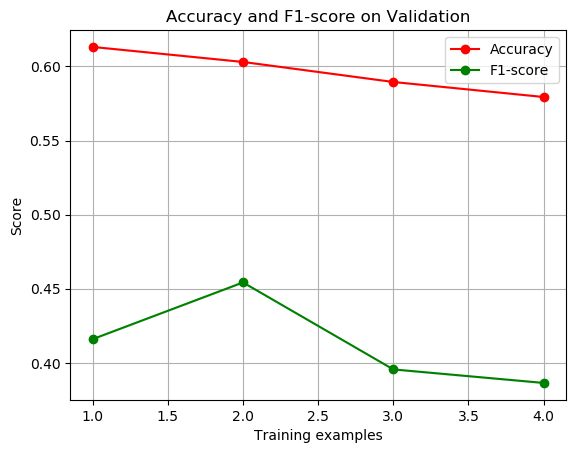 Accuracy and F1-score on Validation
Accuracy
F1-score
0.60
0.55
0.50
0.45
0.40
Score
1.0 1.5 2.0 2.5 3.0 3.5 4.0
Training examples